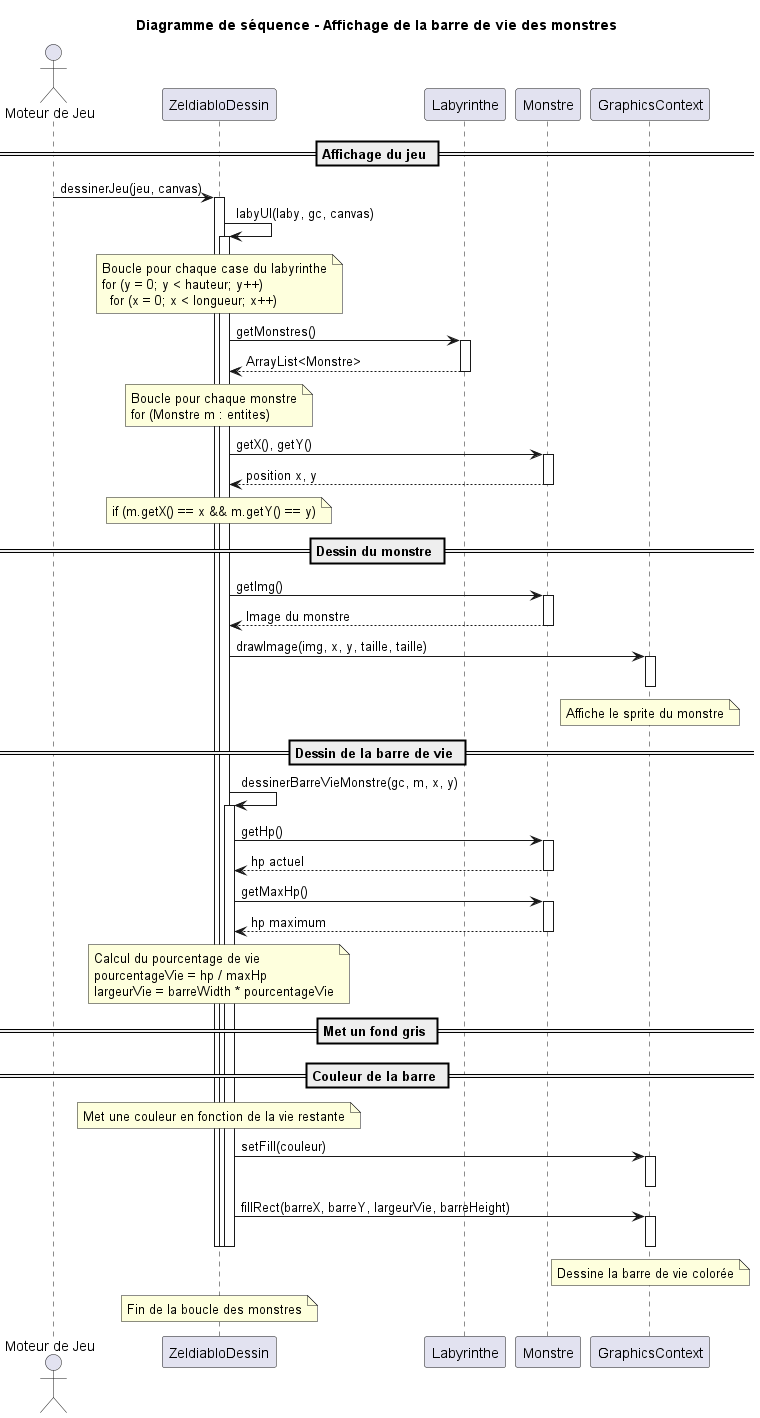 Diagramme de séquence - Affichage de la barre de vie des monstres
Moteur de Jeu
ZeldiabloDessin
Labyrinthe
Monstre
GraphicsContext
Affichage du jeu
dessinerJeu(jeu, canvas)
labyUI(laby, gc, canvas)
Boucle pour chaque case du labyrinthe
for (y = 0; y < hauteur; y++)
for (x = 0; x < longueur; x++)
getMonstres()
ArrayList<Monstre>
Boucle pour chaque monstre
for (Monstre m : entites)
getX(), getY()
position x, y
if (m.getX() == x && m.getY() == y)
Dessin du monstre
getImg()
Image du monstre
drawImage(img, x, y, taille, taille)
Affiche le sprite du monstre
Dessin de la barre de vie
dessinerBarreVieMonstre(gc, m, x, y)
getHp()
hp actuel
getMaxHp()
hp maximum
Calcul du pourcentage de vie
pourcentageVie = hp / maxHp
largeurVie = barreWidth * pourcentageVie
Met un fond gris
Couleur de la barre
Met une couleur en fonction de la vie restante
setFill(couleur)
fillRect(barreX, barreY, largeurVie, barreHeight)
Dessine la barre de vie colorée
Fin de la boucle des monstres
Moteur de Jeu
ZeldiabloDessin
Labyrinthe
Monstre
GraphicsContext